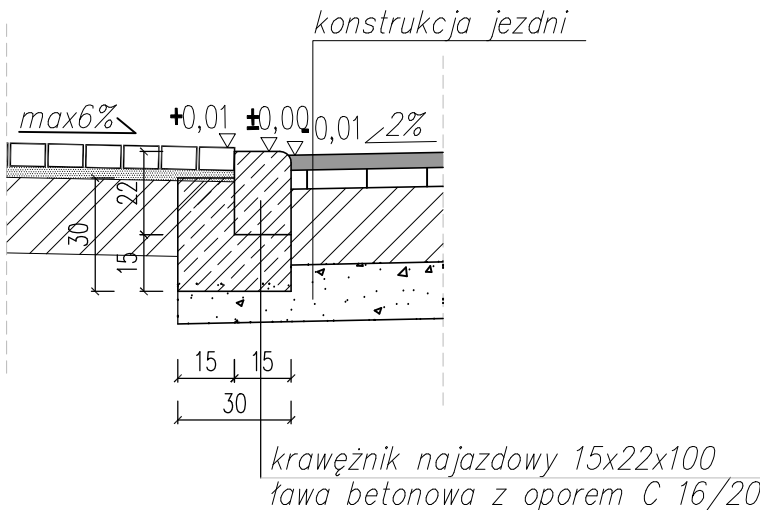 konstrukcja jezdni
max6% +0,01 ±0,00 -0,01 2%
22
30
15
15 15
30
krawężnik najazdowy 15x22x100
ława betonowa z oporem C 16/20